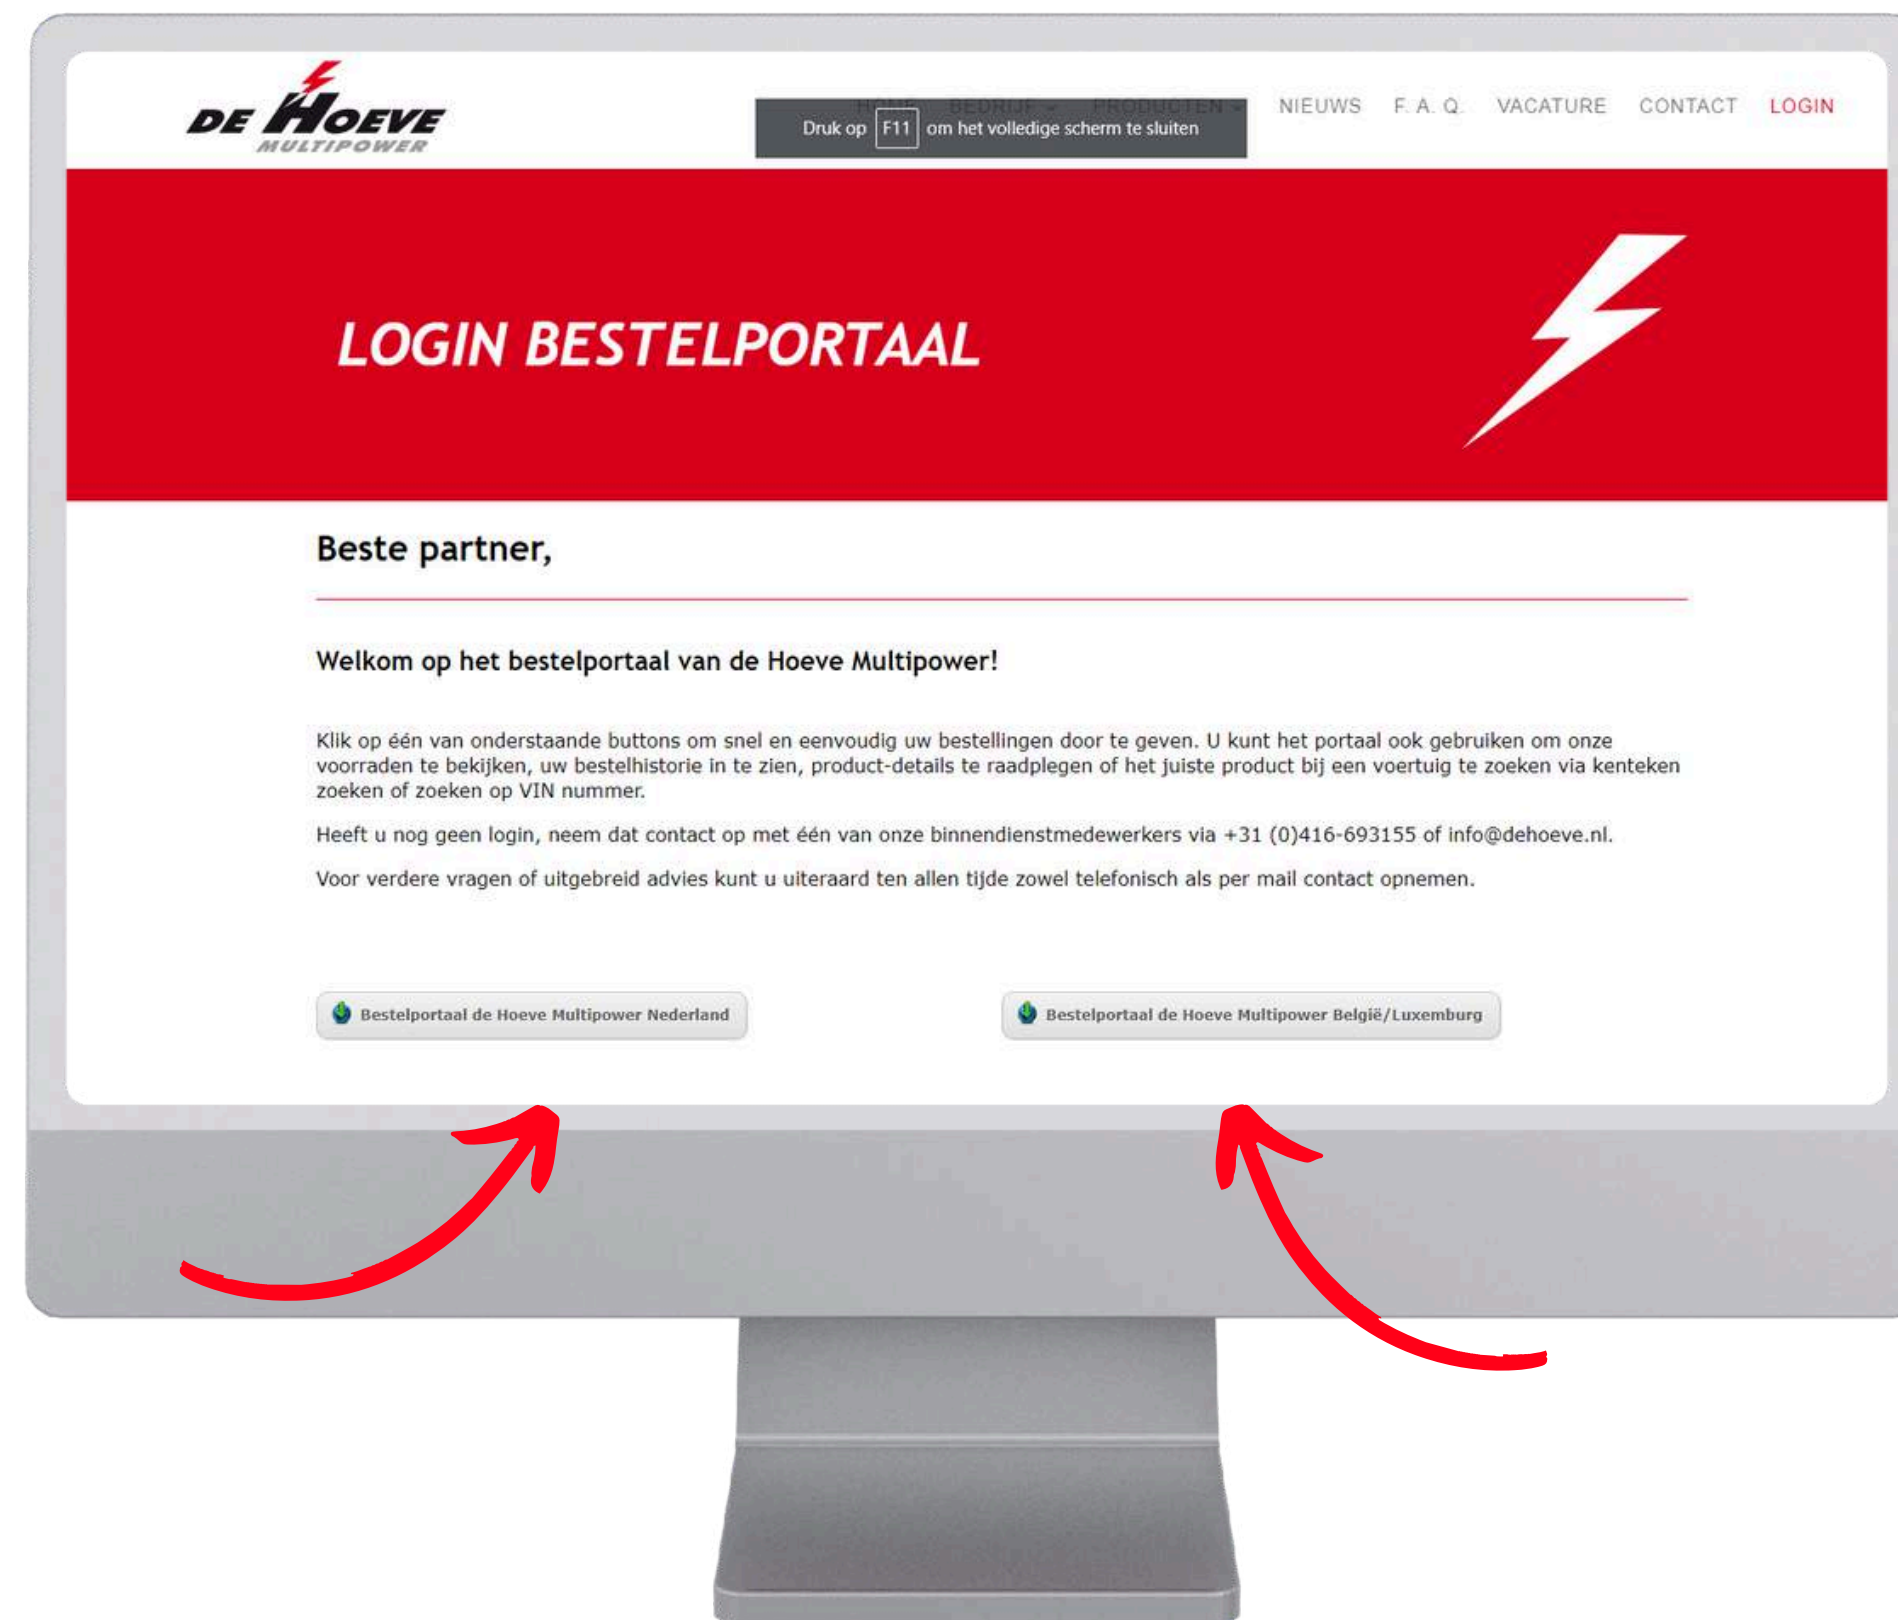 DE HOEVE
MULTIPOWER
HOME BEDRIJF PRODUCTEN NIEUWS F. A. Q. VACATURE CONTACT LOGIN
Druk op F11 om het volledige scherm te sluiten
LOGIN BESTELPORTAAL
Beste partner,
Welkom op het bestelportaal van de Hoeve Multipower!
Klik op één van onderstaande buttons om snel en eenvoudig uw bestellingen door te geven. U kunt het portaal ook gebruiken om onze
voorraden te bekijken, uw bestelhistorie in te zien, product-details te raadplegen of het juiste product bij een voertuig te zoeken via kenteken
zoeken of zoeken op VIN nummer.
Heeft u nog geen login, neem dat contact op met één van onze binnendienstmedewerkers via +31 (0)416-693155 of info@dehoeve.nl.
Voor verdere vragen of uitgebreid advies kunt u uiteraard ten allen tijde zowel telefonisch als per mail contact opnemen.
Bestelportaal de Hoeve Multipower Nederland
Bestelportaal de Hoeve Multipower België/Luxemburg